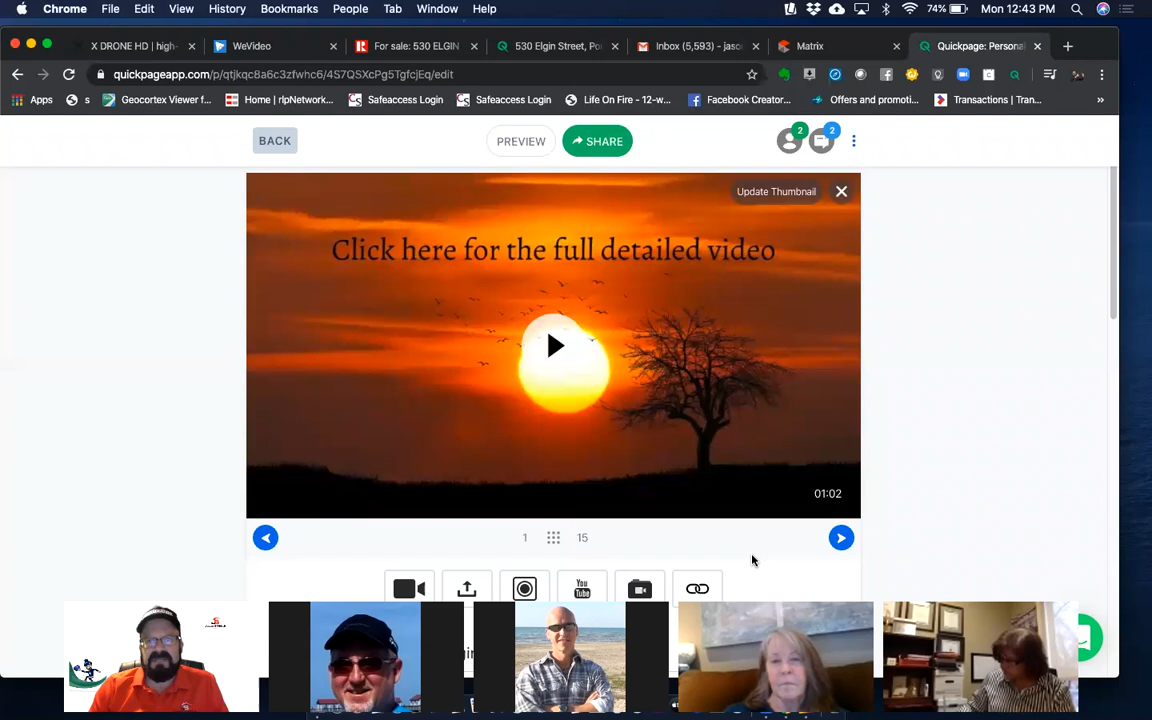 Chrome File Edit View History Bookmarks People Tab Window Help 74% Mon 12:43 PM
X DRONE HD | high- WeVideo For sale: 530 ELGIN 530 Elgin Street, Po Inbox (5,593) - jaso Matrix Quickpage: Persona
quickpageapp.com/p/qtjkqc8a6c3zfwhc6/4S7QSXcPg5TgfcjEq/edit
Apps s Geocortex Viewer f... Home | rlpNetwork... Safeaccess Login Safeaccess Login Life On Fire - 12-w... Facebook Creator... Offers and promoti... Transactions | Tran... »
BACK PREVIEW SHARE 2 2
Update Thumbnail
Click here for the full detailed video
01:02
1 15
You
Tube